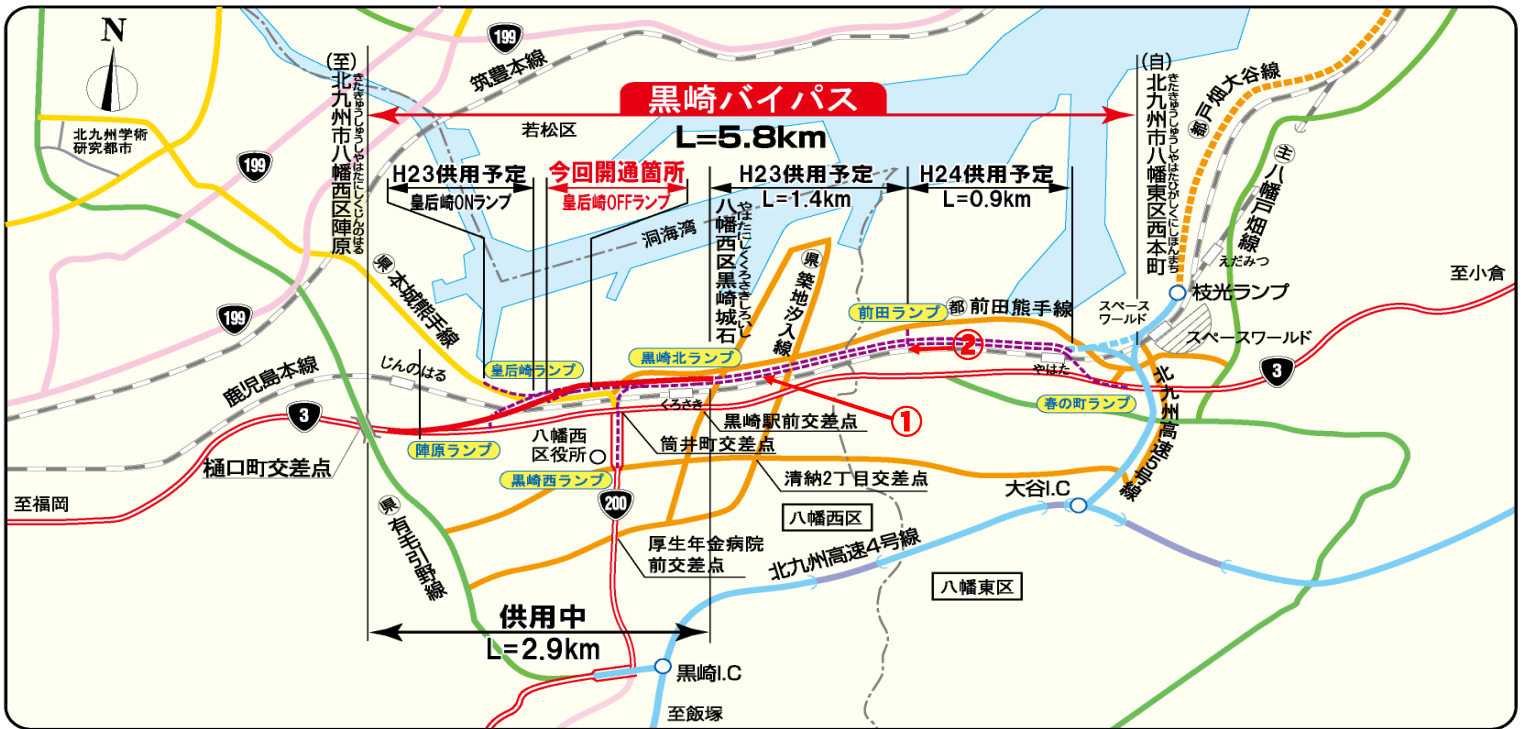 N
199
199
199
筑豊本線
(至)
北九州市八幡西区陣原
きたきゅうしゅうしやはたにしくじんのはる
北九州学術
研究都市
黒崎バイパス
L=5.8km
若松区
(自)
北九州市八幡東区西本町
きたきゅうしゅうしやはたひがしくにしほんまち
都 戸畑大谷線
主 八幡戸畑線
H23供用予定
皇后崎ONランプ
今回開通箇所
皇后崎OFFランプ
H23供用予定
L=1.4km
H24供用予定
L=0.9km
八幡西区黒崎城石
やはたにしくくろさきしろいし
洞海湾
県 本城熊手線
県 築地汐入線
前田ランプ
都 前田熊手線
スペース
ワールド
えだみつ
枝光ランプ
至小倉
スペースワールド
鹿児島本線
じんのはる
皇后崎ランプ
黒崎北ランプ
②
やはた
3
3
くろさき
①
春の町ランプ
北九州高速5号線
樋口町交差点
陣原ランプ
八幡西
区役所
黒崎駅前交差点
筒井町交差点
黒崎西ランプ
清納2丁目交差点
至福岡
200
大谷I.C
八幡西区
県 有毛引野線
厚生年金病院
前交差点
北九州高速4号線
八幡東区
供用中
L=2.9km
黒崎I.C
至飯塚